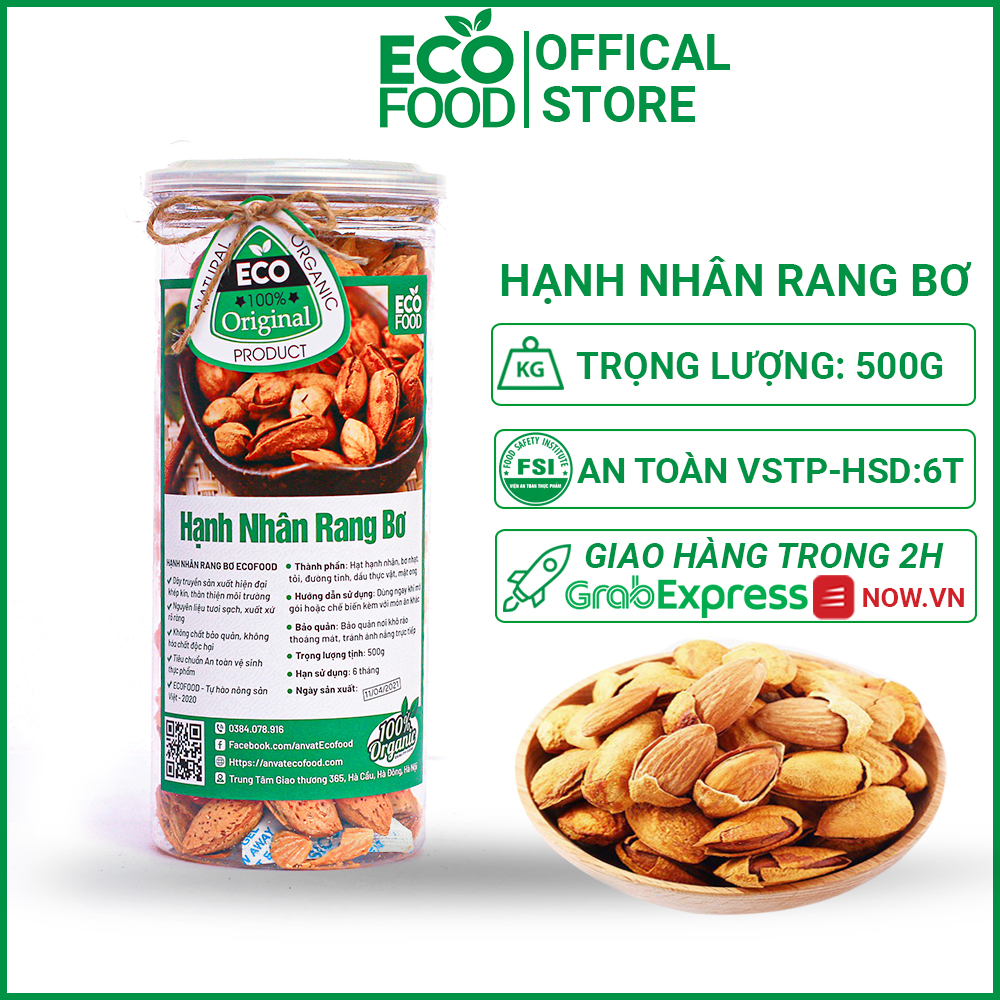 ECO
FOOD
OFFICAL
STORE
NATURAL ORGANIC
ECO
100%
Original
PRODUCT
ECO
FOOD
Hạnh Nhân Rang Bơ
HẠNH NHÂN RANG BƠ ECOFOOD
Dây truyền sản xuất hiện đại
khép kín, thân thiện môi trường
Nguyên liệu tươi sạch, xuất xứ
rõ ràng
Không chất bảo quản, không
hóa chất độc hại
Tiêu chuẩn An toàn vệ sinh
thực phẩm
ECOFOOD - Tự hào nông sản
Việt - 2020
Thành phần: Hạt hạnh nhân, bơ nhạt,
tỏi, đường tinh, dầu thực vật, mật ong
Hướng dẫn sử dụng: Dùng ngay khi mở
gói hoặc chế biến kèm với món ăn khác
Bảo quản: Bảo quản nơi khô ráo
thoáng mát, tránh ánh nắng trực tiếp
Trọng lượng tịnh: 500g
Hạn sử dụng: 6 tháng
Ngày sản xuất: 11/04/2021
0384.078.916
Facebook.com/anvatEcofood
Https://anvatecofood.com
Trung Tâm Giao thương 365, Hà Cầu, Hà Đông, Hà Nội
100%
Organic
HẠNH NHÂN RANG BƠ
KG
TRỌNG LƯỢNG: 500G
FOOD SAFETY INSTITUTE
FSI
VIỆN AN TOÀN THỰC PHẨM
AN TOÀN VSTP-HSD:6T
GIAO HÀNG TRONG 2H
GrabExpress
NOW.VN